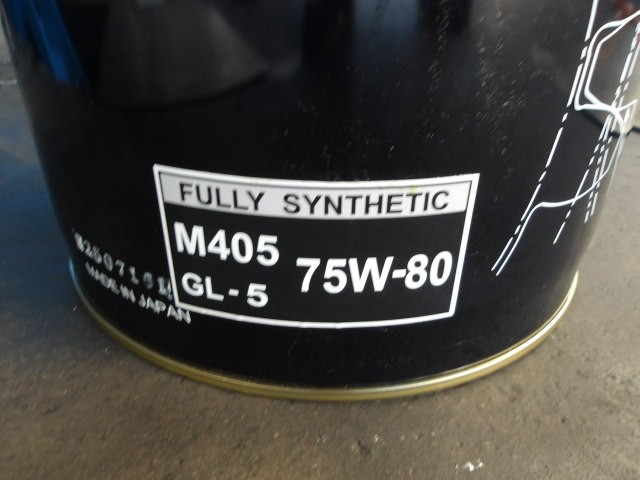 FULLY SYNTHETIC
M405
GL-5
75W-80
MADE IN JAPAN